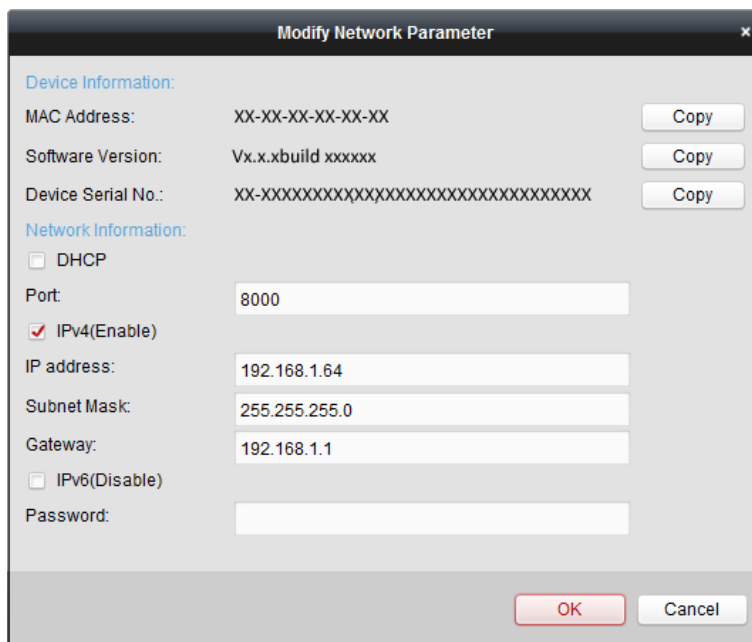 Modify Network Parameter ×
Device Information:
MAC Address: XX-XX-XX-XX-XX-XX Copy
Software Version: Vx.x.xbuild xxxxxx Copy
Device Serial No.: XX-XXXXXXXXXXXXXXXXXXXXXXXXXXXXXXX Copy
Network Information:
DHCP
Port: 8000
IPv4(Enable)
IP address: 192.168.1.64
Subnet Mask: 255.255.255.0
Gateway: 192.168.1.1
IPv6(Disable)
Password:
OK Cancel